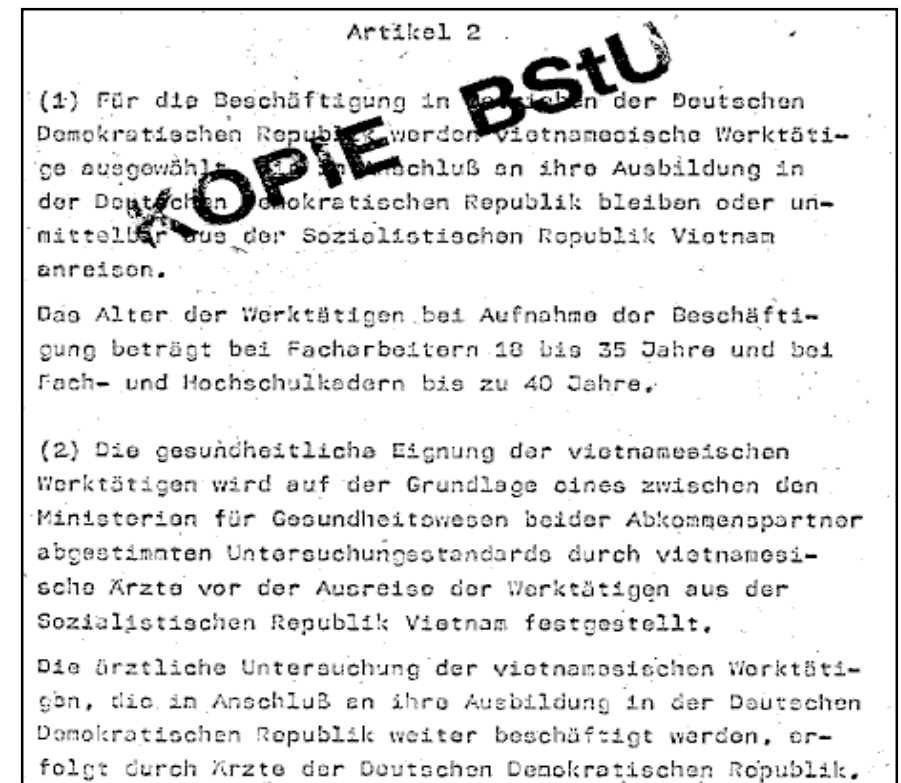 Artikel 2
KOPIE BStU
(1) Für die Beschäftigung in der Deutschen
Demokratischen Republik werden vietnamesische Werktäti-
ge ausgewählt, Anschluß an ihre Ausbildung in
der Deutschen Demokratischen Republik bleiben oder un-
mittelbar aus der Sozialistischen Republik Vietnam
anreisen.
Das Alter der Werktätigen bei Aufnahme der Beschäfti-
gung beträgt bei Facharbeitern 18 bis 35 Jahre und bei
Fach- und Hochschulkadern bis zu 40 Jahre.
(2) Die gesundheitliche Eignung der vietnamesischen
Werktätigen wird auf der Grundlage eines zwischen den
Ministerien für Gesundheitswesen beider Abkommenspartner
abgestimmten Untersuchungsstandards durch vietnamesi-
sche Ärzte vor der Ausreise der Werktätigen aus der
Sozialistischen Republik Vietnam festgestellt.
Die ärztliche Untersuchung der vietnamesischen Werktäti-
gen, die im Anschluß an ihre Ausbildung in der Deutschen
Demokratischen Republik weiter beschäftigt werden, er-
folgt durch Ärzte der Deutschen Demokratischen Republik.